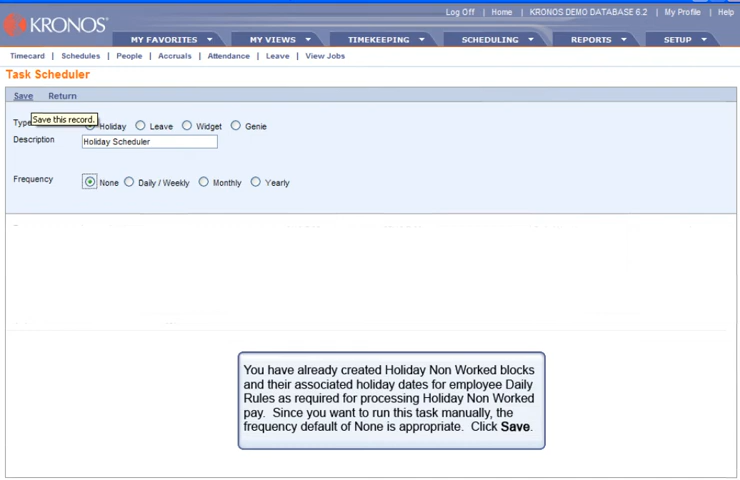 Log Off | Home | KRONOS DEMO DATABASE 6.2 | My Profile | Help
KRONOS®
MY FAVORITES MY VIEWS TIMEKEEPING SCHEDULING REPORTS SETUP
Timecard | Schedules | People | Accruals | Attendance | Leave | View Jobs
Task Scheduler
Save Return
Type Holiday Leave Widget Genie
Save this record.
Description Holiday Scheduler
Frequency None Daily / Weekly Monthly Yearly
You have already created Holiday Non Worked blocks
and their associated holiday dates for employee Daily
Rules as required for processing Holiday Non Worked
pay. Since you want to run this task manually, the
frequency default of None is appropriate. Click Save.